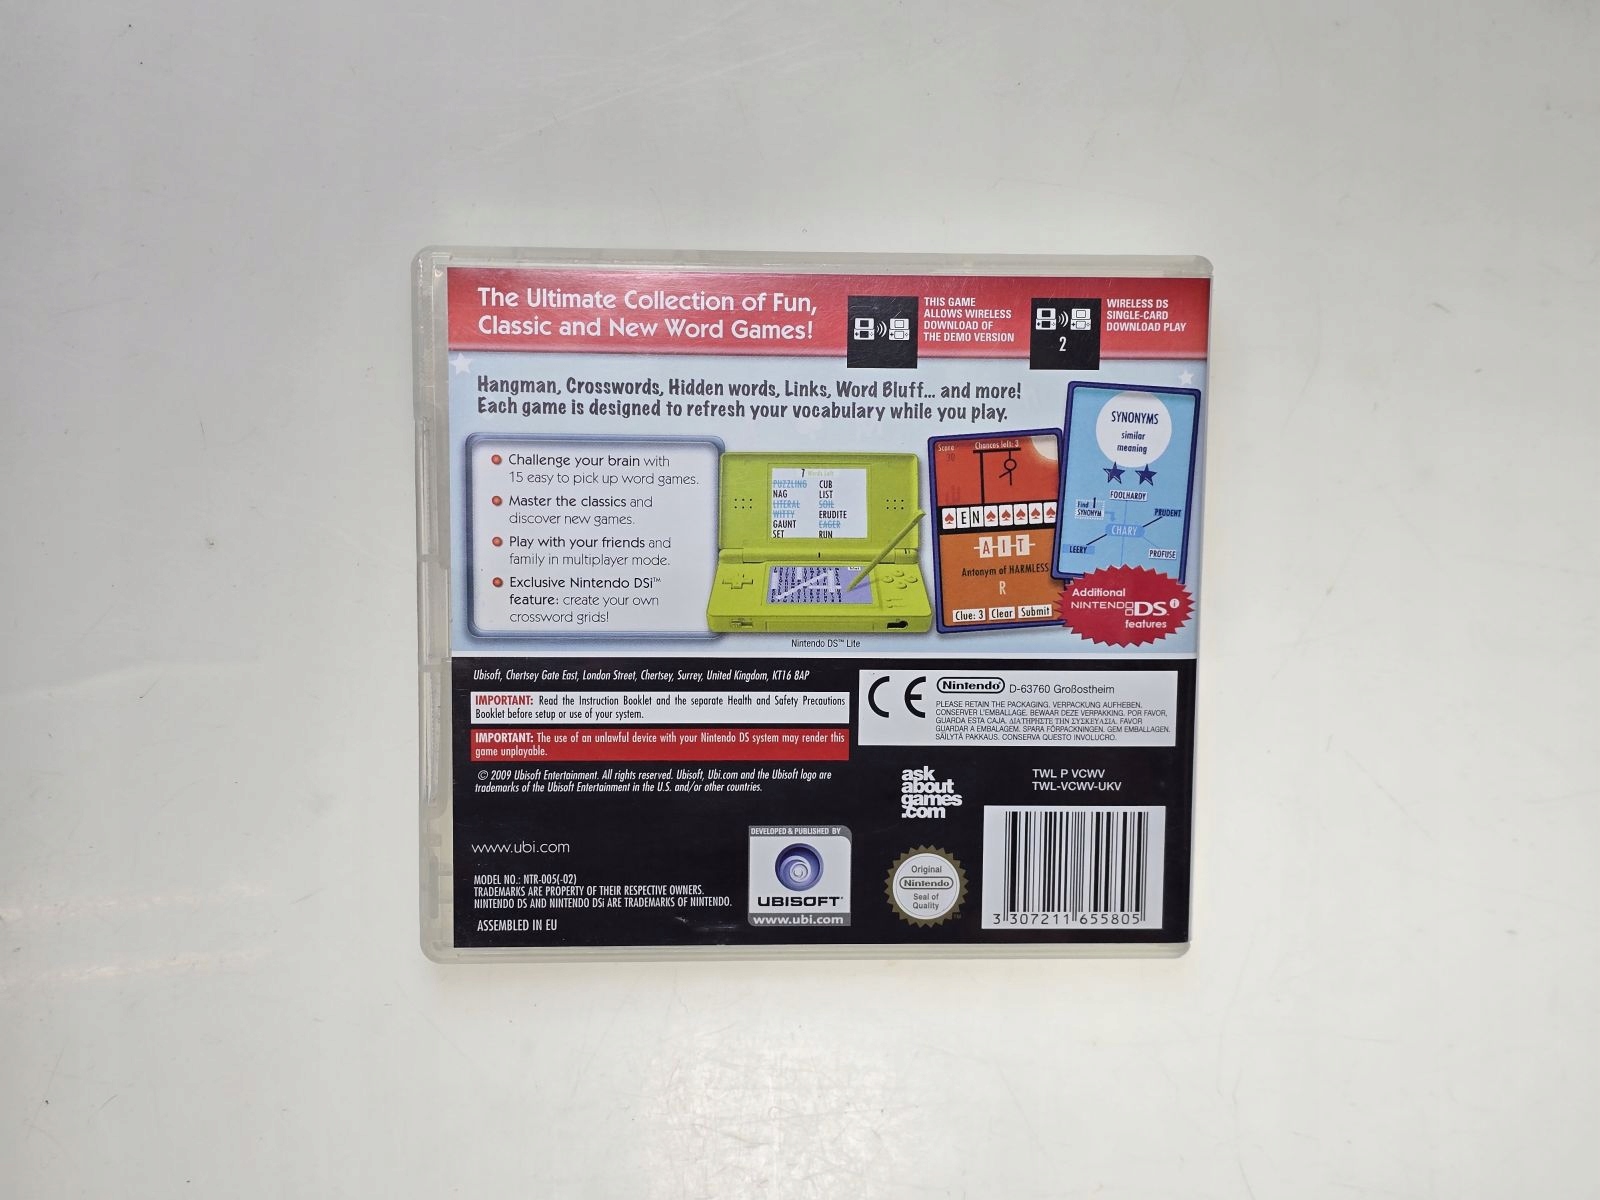 The Ultimate Collection of Fun,
Classic and New Word Games!
THIS GAME
ALLOWS WIRELESS
DOWNLOAD OF
THE DEMO VERSION
2
WIRELESS DS
SINGLE-CARD
DOWNLOAD PLAY
Hangman, Crosswords, Hidden words, Links, Word Bluff... and more!
Each game is designed to refresh your vocabulary while you play.
Challenge your brain with
15 easy to pick up word games.
Master the classics and
discover new games.
Play with your friends and
family in multiplayer mode.
Exclusive Nintendo DSi™
feature: create your own
crossword grids!
7 Words Left
PUZZLING CUB
NAG LIST
LITERAL SOIL
WITTY ERUDITE
GAUNT EAGER
SET RUN
Nintendo DS™ Lite
Score
30
Chances left: 3
EN
AIT
Antonym of HARMLESS
R
Clue: 3 Clear Submit
SYNONYMS
similar
meaning
FOOLHARDY
Find 1
SYNONYM
PRUDENT
CHARY
LEERY
PROFUSE
Additional
NINTENDO DSi
features
Ubisoft, Chertsey Gate East, London Street, Chertsey, Surrey, United Kingdom, KT16 8AP
IMPORTANT: Read the Instruction Booklet and the separate Health and Safety Precautions
Booklet before setup or use of your system.
IMPORTANT: The use of an unlawful device with your Nintendo DS system may render this
game unplayable.
© 2009 Ubisoft Entertainment. All rights reserved. Ubisoft, Ubi.com and the Ubisoft logo are
trademarks of the Ubisoft Entertainment in the U.S. and/or other countries.
CE
Nintendo D-63760 Großostheim
PLEASE RETAIN THE PACKAGING. VERPACKUNG AUFHEBEN.
CONSERVER L'EMBALLAGE. BEWAAR DEZE VERPAKKING. POR FAVOR,
GUARDA ESTA CAJA. ΔΙΑΤΗΡΗΣΤΕ ΤΗΝ ΣΥΣΚΕΥΑΣΙΑ. FAVOR
GUARDAR A EMBALAGEM. SPARA FÖRPACKNINGEN. GEM EMBALLAGEN.
SÄILYTÄ PAKKAUS. CONSERVA QUESTO INVOLUCRO.
ask
about
games
.com
TWL P VCWV
TWL-VCWV-UKV
www.ubi.com
MODEL NO.: NTR-005(-02)
TRADEMARKS ARE PROPERTY OF THEIR RESPECTIVE OWNERS.
NINTENDO DS AND NINTENDO DSi ARE TRADEMARKS OF NINTENDO.
ASSEMBLED IN EU
DEVELOPED & PUBLISHED BY
UBISOFT
www.ubi.com
Original
Nintendo
Seal of
Quality
TM
3 307211 655805